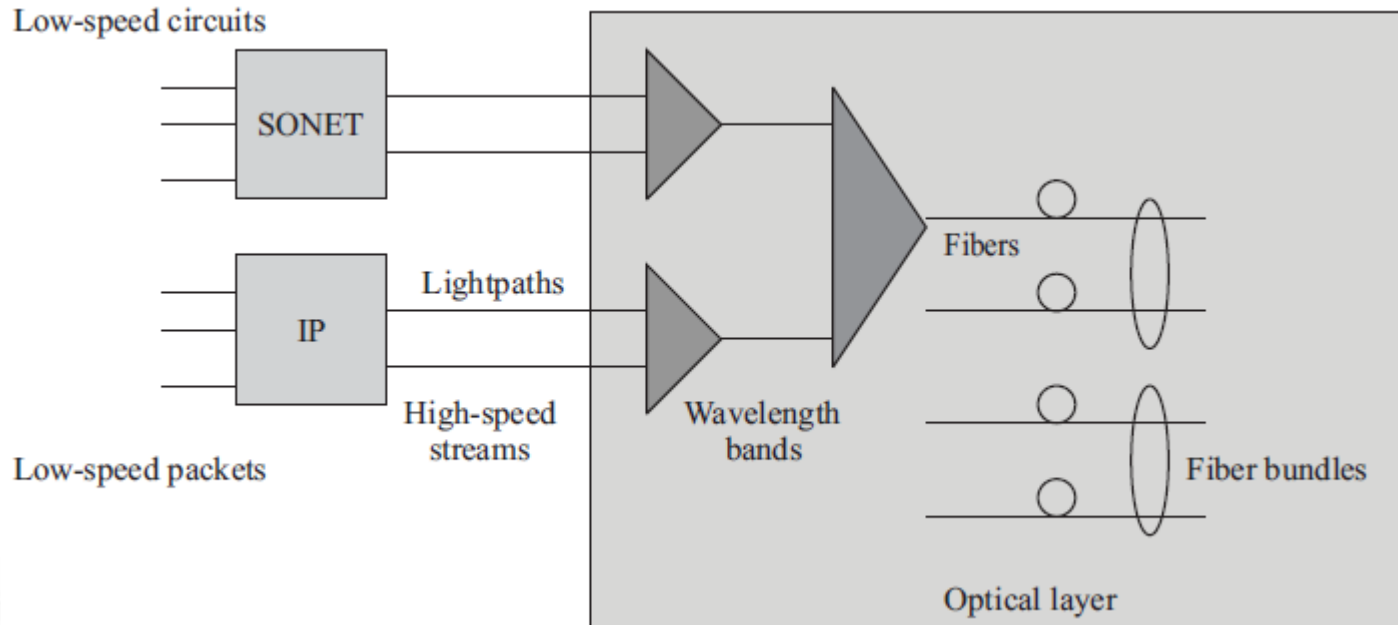 Low-speed circuits
SONET
Lightpaths
IP
High-speed
streams
Low-speed packets
Wavelength
bands
Fibers
Fiber bundles
Optical layer